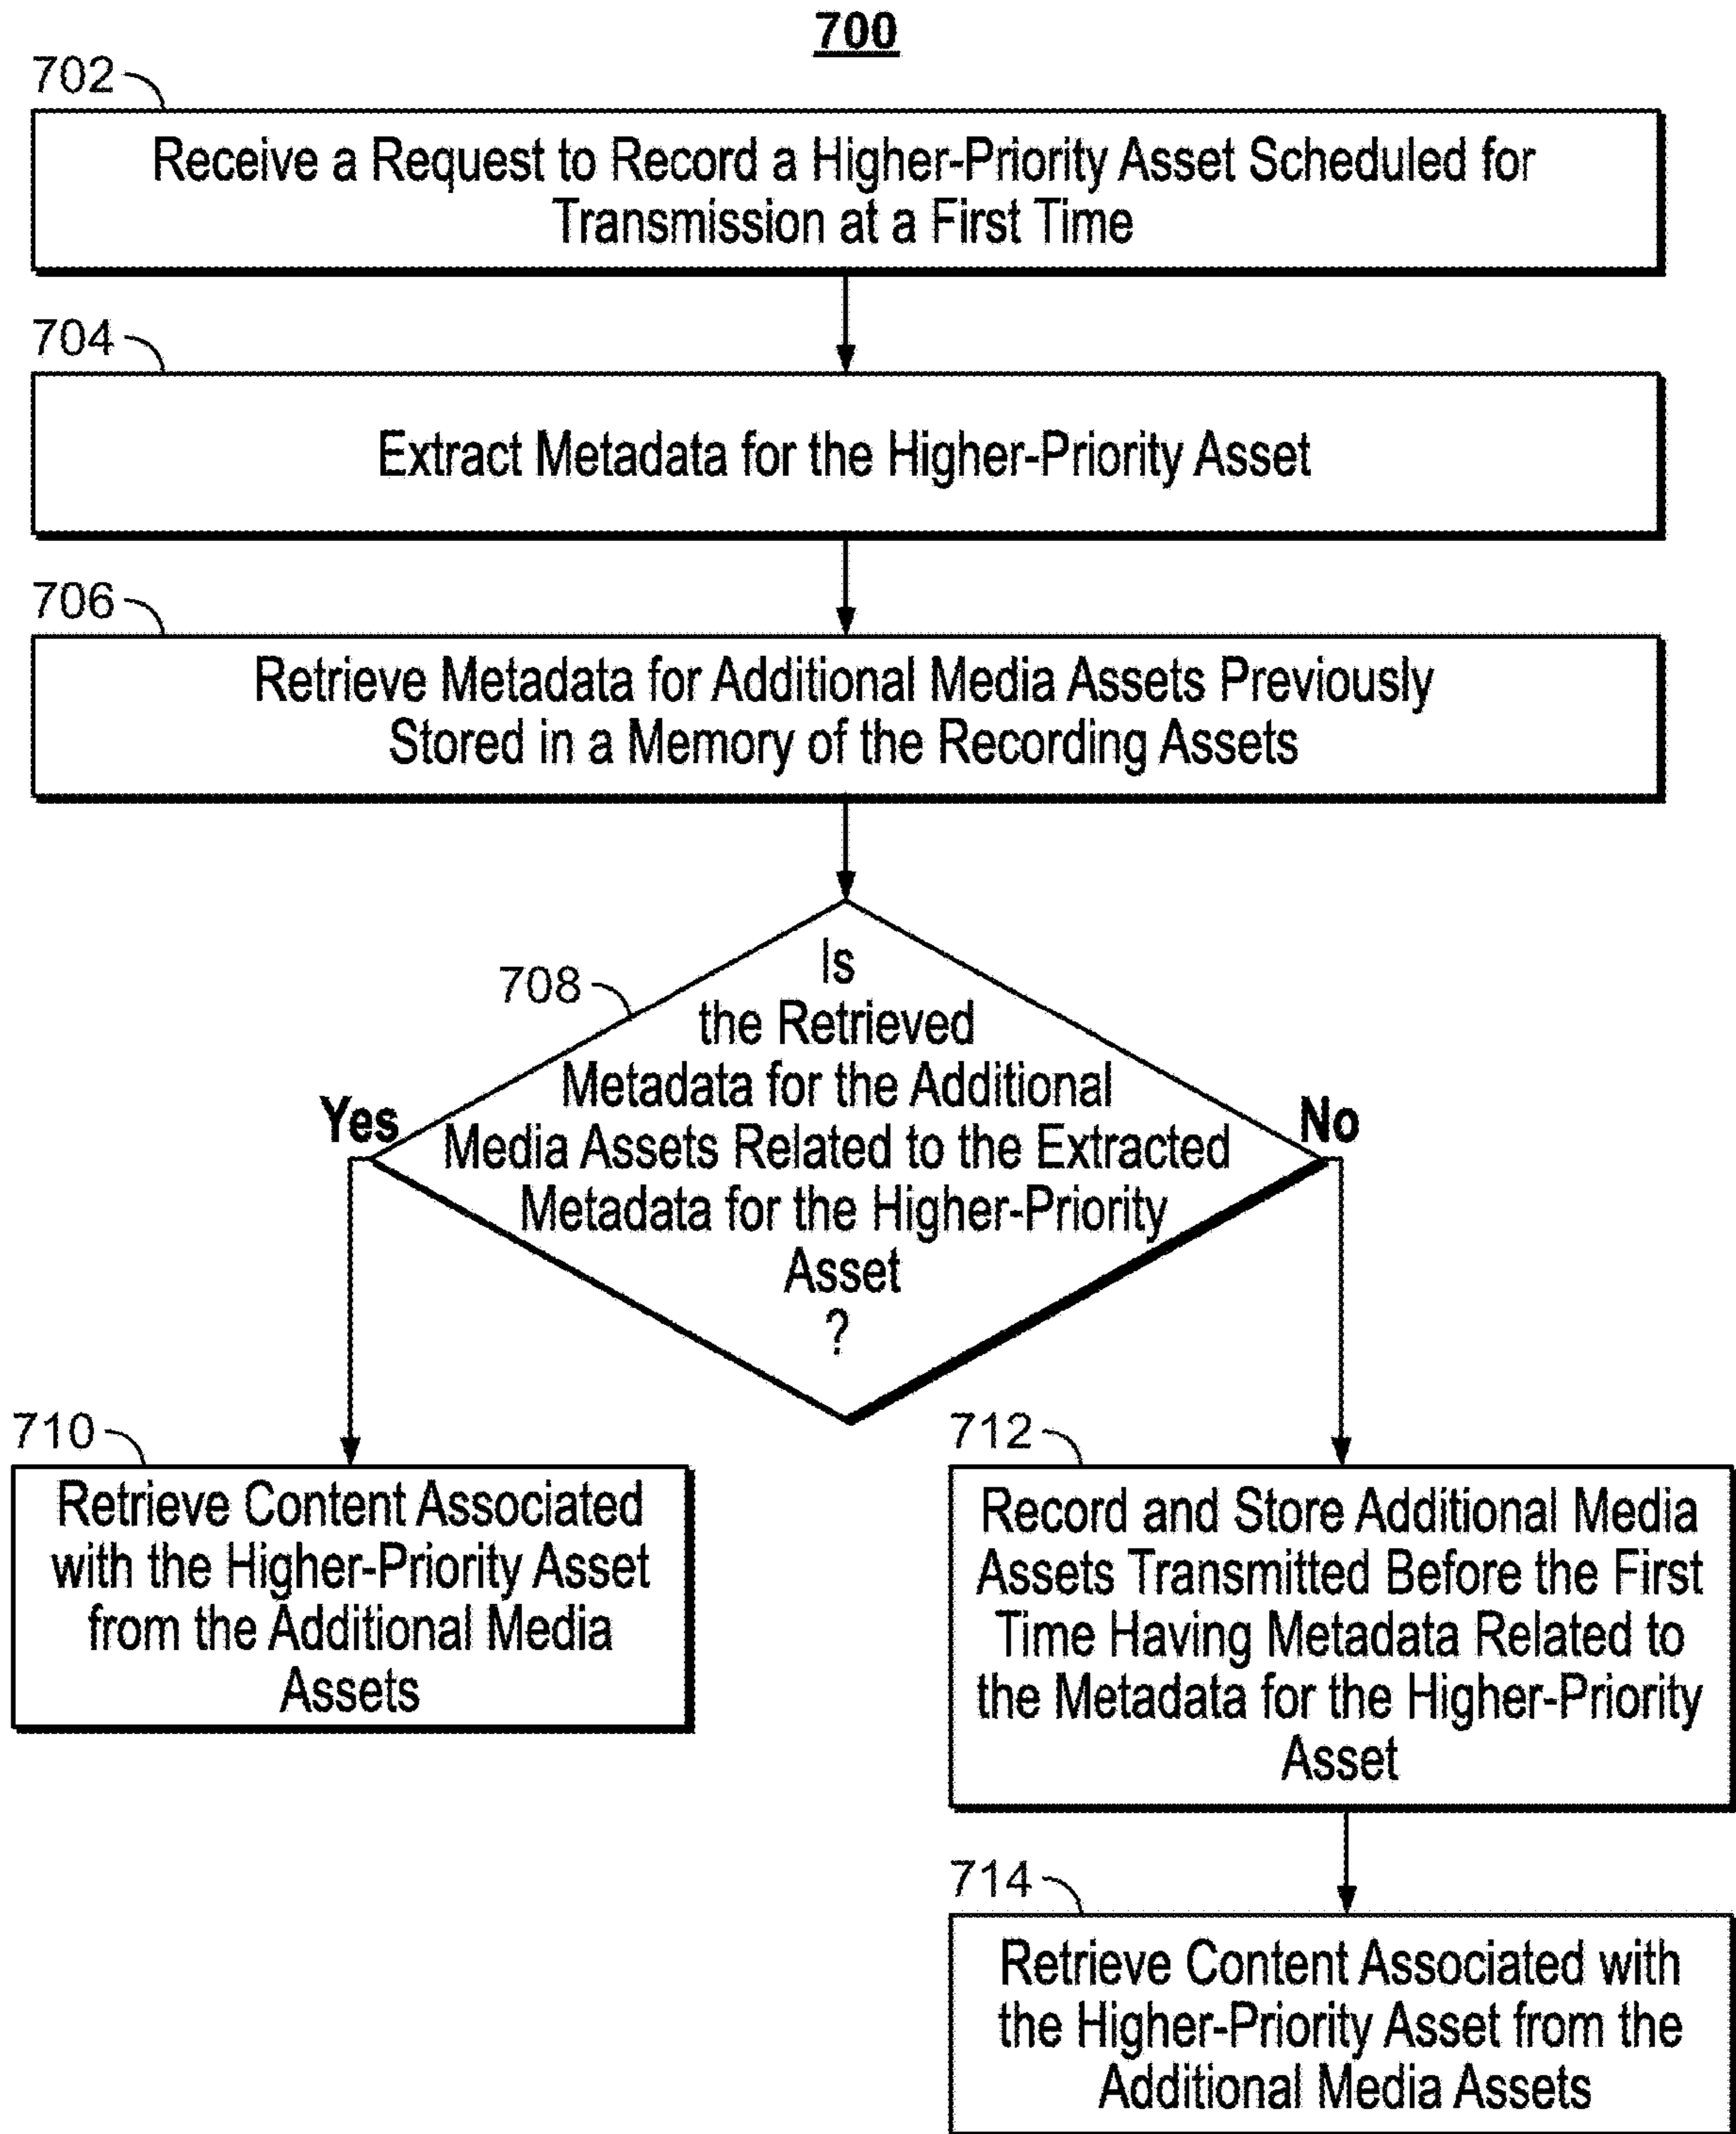 700
702
Receive a Request to Record a Higher-Priority Asset Scheduled for
Transmission at a First Time
704
Extract Metadata for the Higher-Priority Asset
706
Retrieve Metadata for Additional Media Assets Previously
Stored in a Memory of the Recording Assets
708
Is
the Retrieved
Metadata for the Additional
Media Assets Related to the Extracted
Metadata for the Higher-Priority
Asset
?
Yes
No
710
Retrieve Content Associated
with the Higher-Priority Asset
from the Additional Media
Assets
712
Record and Store Additional Media
Assets Transmitted Before the First
Time Having Metadata Related to
the Metadata for the Higher-Priority
Asset
714
Retrieve Content Associated with
the Higher-Priority Asset from the
Additional Media Assets